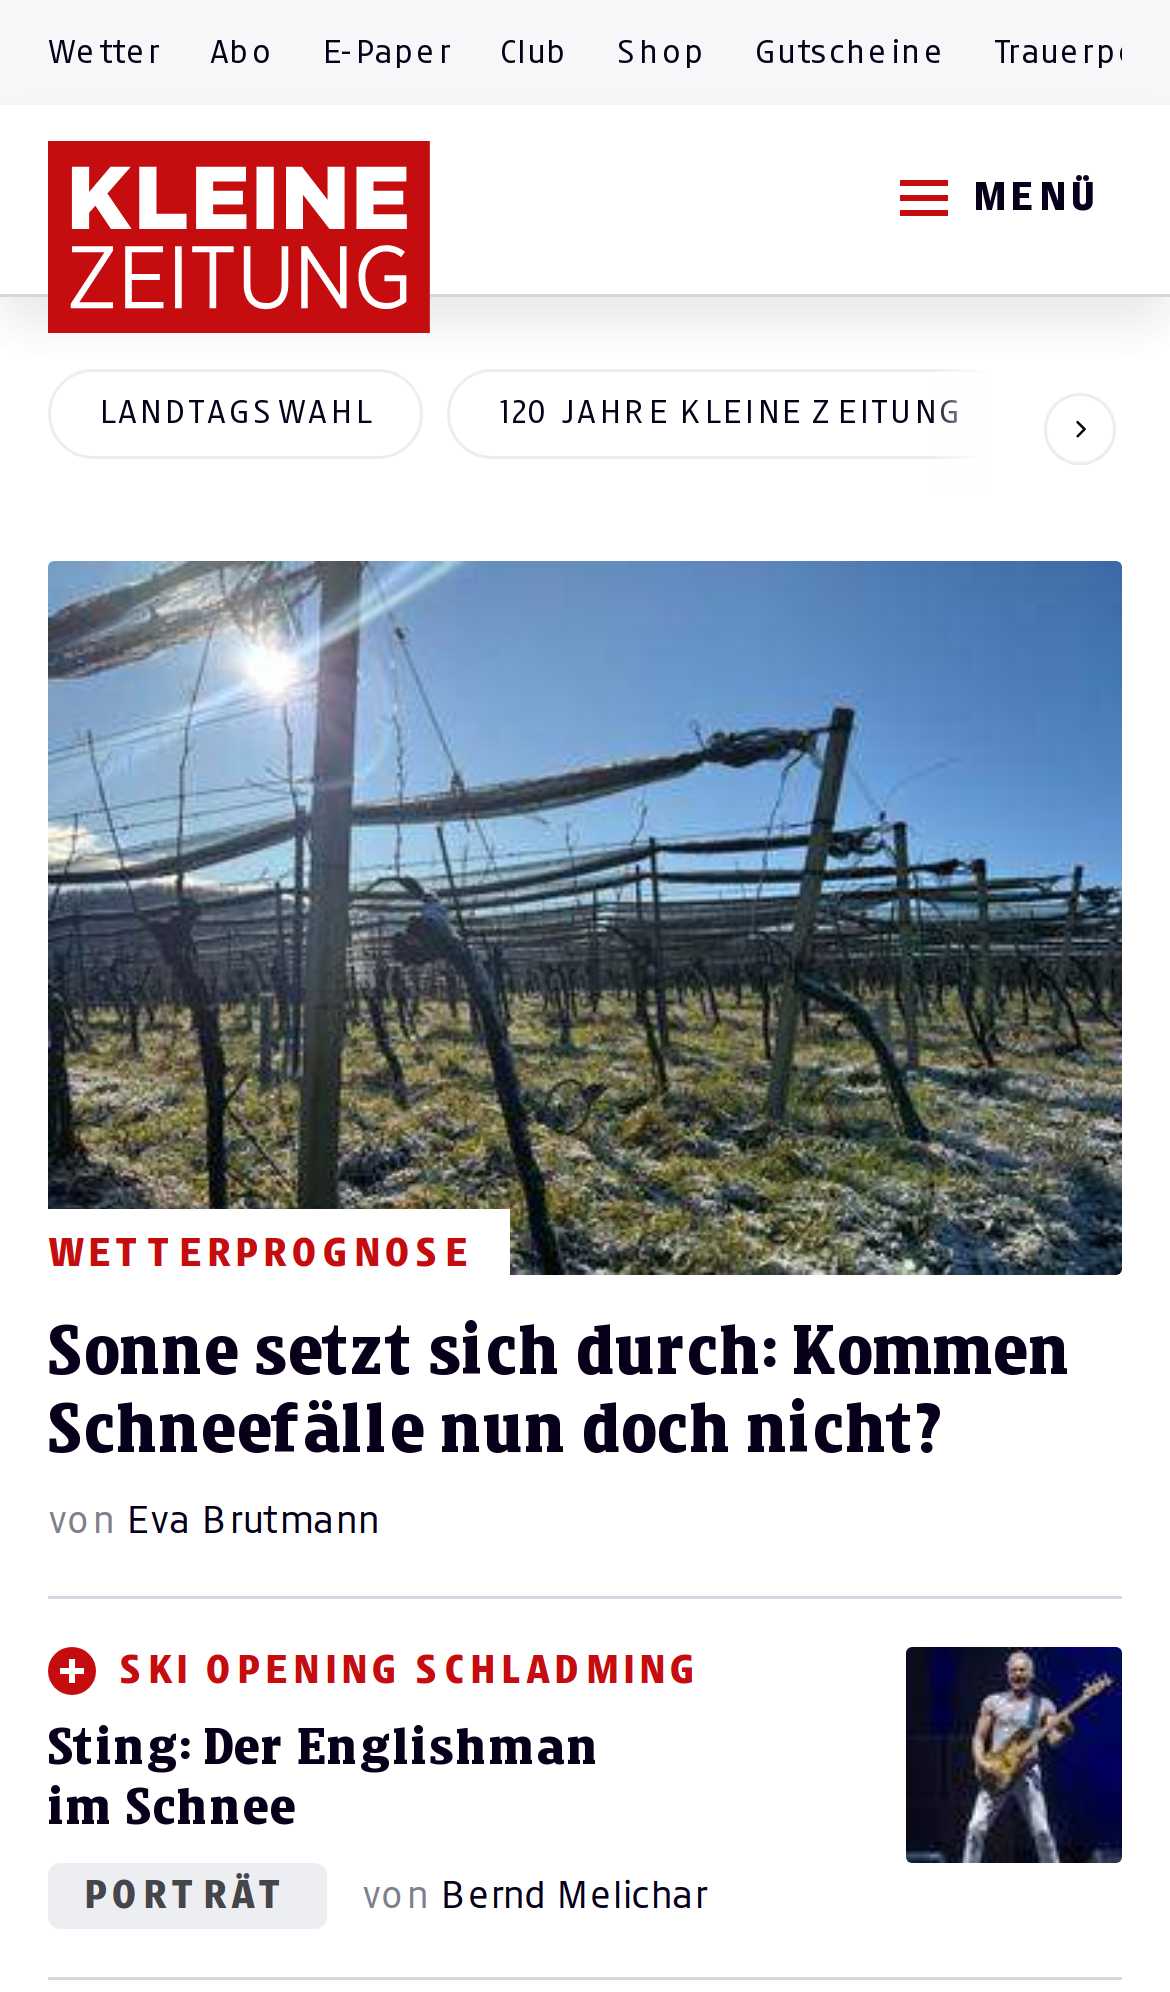 Wetter Abo E-Paper Club Shop Gutscheine
KLEINE
ZEITUNG
MENÜ
LANDTAGSWAHL 120 JAHRE KLEINE ZEITUNG
WETTERPROGNOSE
Sonne setzt sich durch: Kommen
Schneefälle nun doch nicht?
von Eva Brutmann
SKI OPENING SCHLADMING
Sting: Der Englishman
im Schnee
PORTRÄT von Bernd Melichar